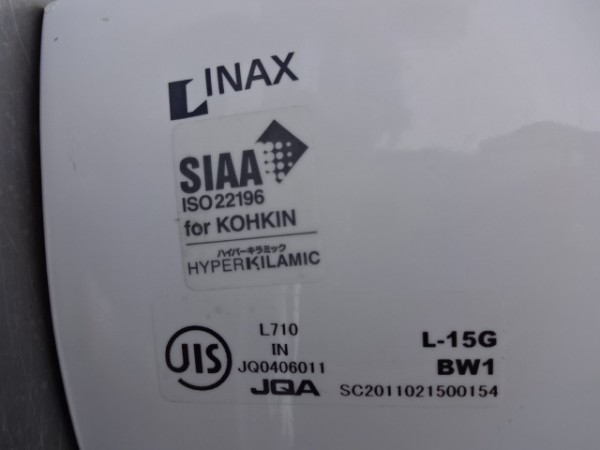 INAX
SIAA
ISO22196
for KOHKIN
ハイパーキラミック
HYPERKILAMIC
JIS
L710
IN
JQ0406011
JQA
L-15G
BW1
SC2011021500154